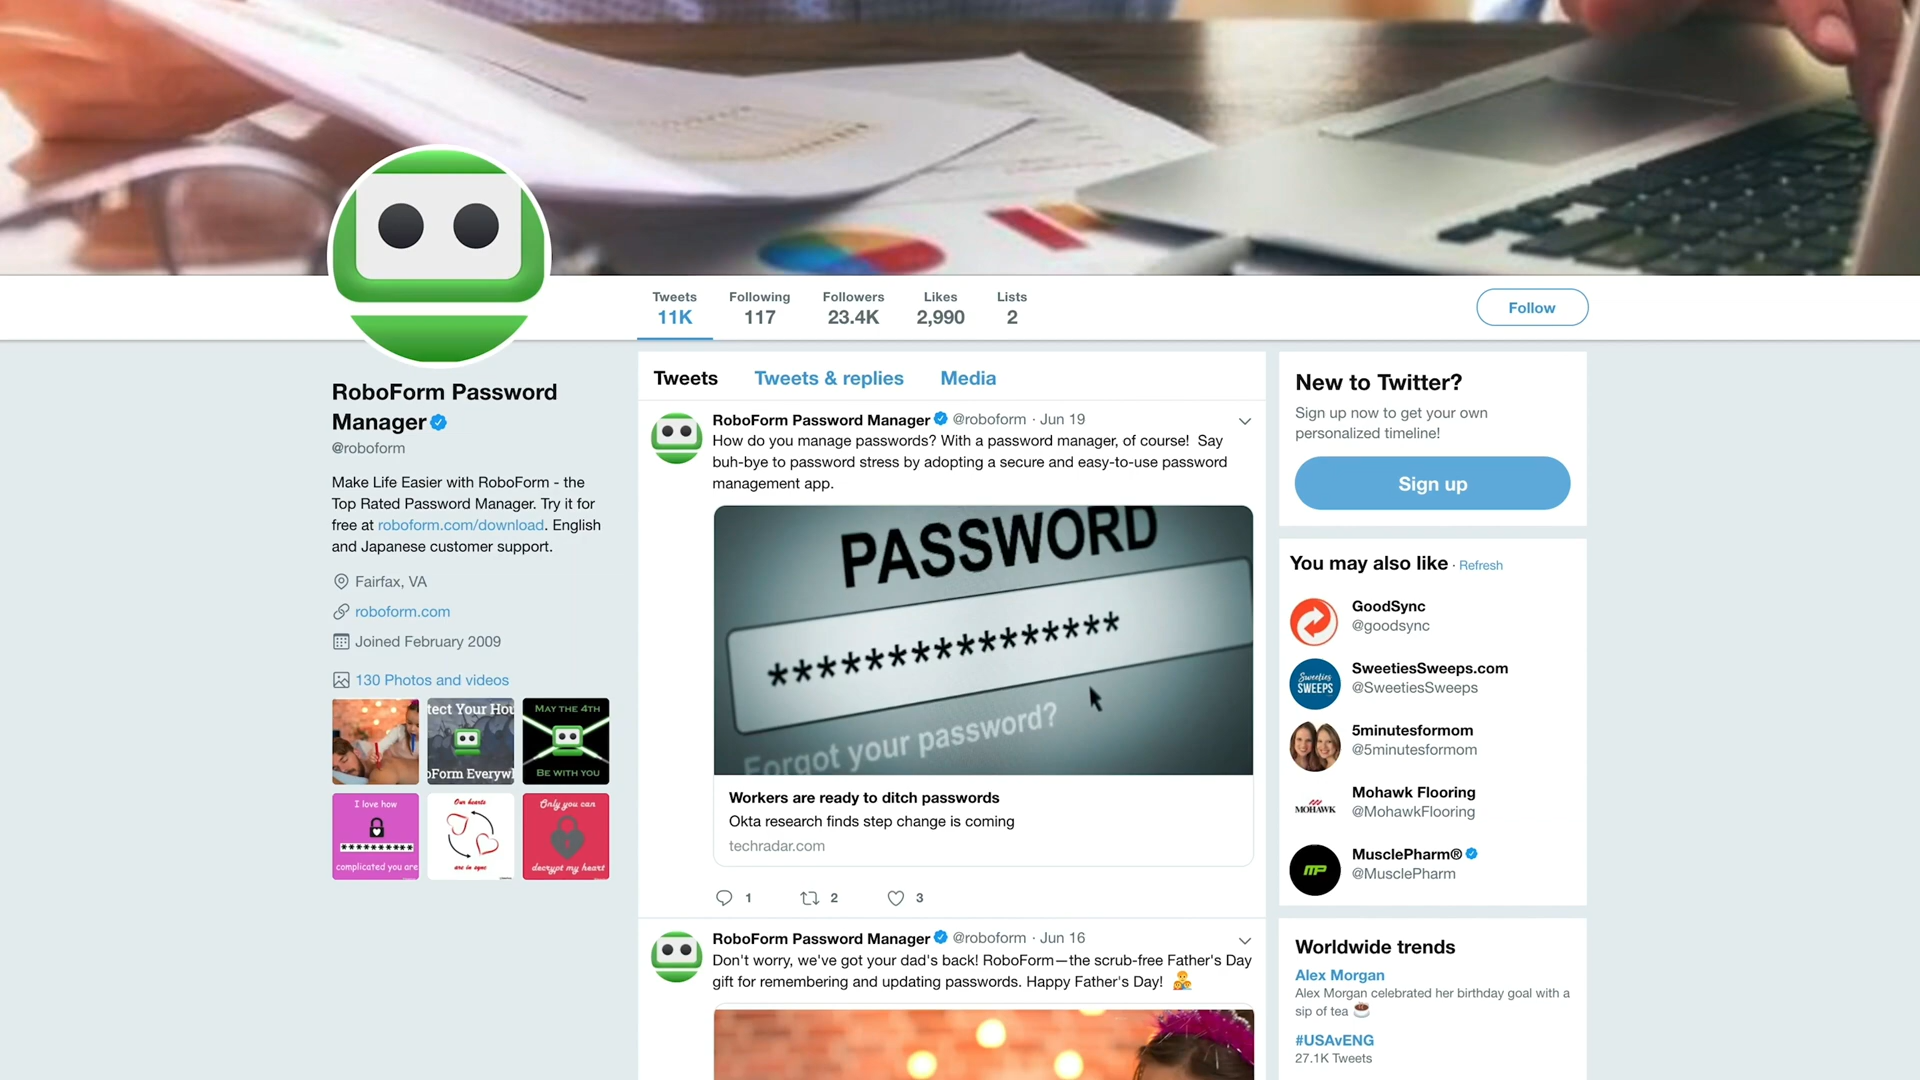 Tweets
11K
Following
117
Followers
23.4K
Likes
2,990
Lists
2
Follow
RoboForm Password
Manager
@roboform
Make Life Easier with RoboForm - the
Top Rated Password Manager. Try it for
free at roboform.com/download. English
and Japanese customer support.
Fairfax, VA
roboform.com
Joined February 2009
130 Photos and videos
tect Your Hou
oForm Everywh
MAY THE 4TH
BE WITH YOU
I love how
**********
complicated you are
Our hearts
are in sync
Only you can
decrypt my heart
Tweets
Tweets & replies
Media
RoboForm Password Manager @roboform · Jun 19
How do you manage passwords? With a password manager, of course! Say
buh-bye to password stress by adopting a secure and easy-to-use password
management app.
PASSWORD
***************
Forgot your password?
Workers are ready to ditch passwords
Okta research finds step change is coming
techradar.com
1
2
3
RoboForm Password Manager @roboform · Jun 16
Don't worry, we've got your dad's back! RoboForm—the scrub-free Father's Day
gift for remembering and updating passwords. Happy Father's Day!
New to Twitter?
Sign up now to get your own
personalized timeline!
Sign up
You may also like · Refresh
GoodSync
@goodsync
Sweeties
SWEEPS
SweetiesSweeps.com
@SweetiesSweeps
5minutesformom
@5minutesformom
MOHAWK
Mohawk Flooring
@MohawkFlooring
MP
MusclePharm®
@MusclePharm
Worldwide trends
Alex Morgan
Alex Morgan celebrated her birthday goal with a
sip of tea
#USAvENG
27.1K Tweets